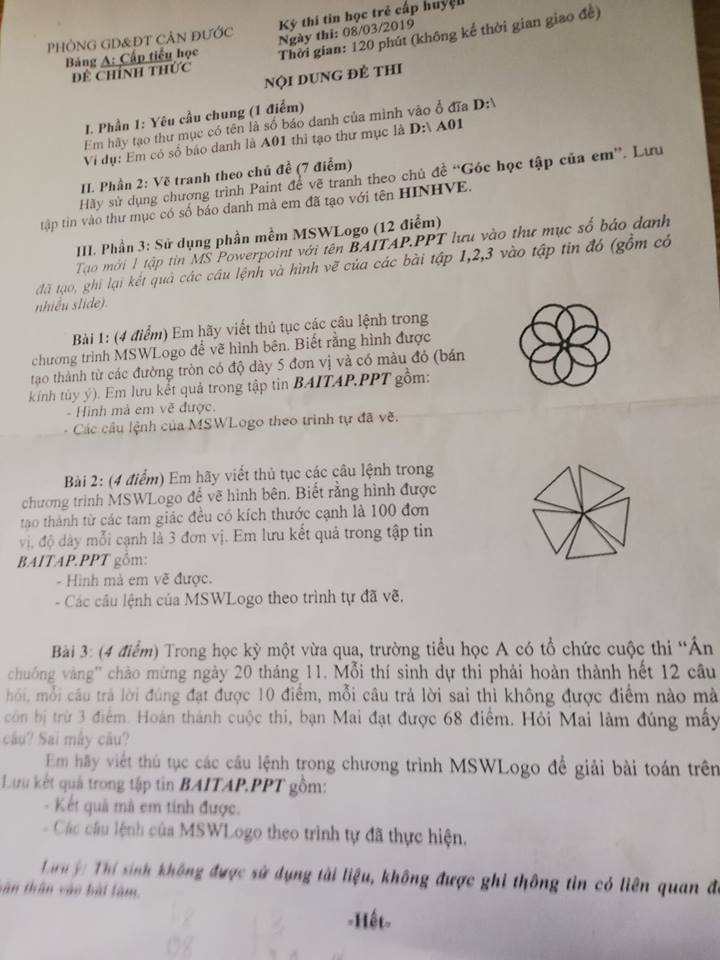 PHÒNG GD&ĐT CẦN ĐƯỚC
Bảng A: Cấp tiểu học
ĐỀ CHÍNH THỨC
Kỳ thi tin học trẻ cấp huyện
Ngày thi: 08/03/2019
Thời gian: 120 phút (không kể thời gian giao đề)
NỘI DUNG ĐỀ THI
I. Phần 1: Yêu cầu chung (1 điểm)
Em hãy tạo thư mục có tên là số báo danh của mình vào ổ đĩa D:\
Ví dụ: Em có số báo danh là A01 thì tạo thư mục là D:\ A01
II. Phần 2: Vẽ tranh theo chủ đề (7 điểm)
Hãy sử dụng chương trình Paint để vẽ tranh theo chủ đề “Góc học tập của em”. Lưu
tập tin vào thư mục có số báo danh mà em đã tạo với tên HINHVE.
III. Phần 3: Sử dụng phần mềm MSWLogo (12 điểm)
Tạo mới 1 tập tin MS Powerpoint với tên BAITAP.PPT lưu vào thư mục số báo danh
đã tạo, ghi lại kết quả các câu lệnh và hình vẽ của các bài tập 1,2,3 vào tập tin đó (gồm có
nhiều slide).
Bài 1: (4 điểm) Em hãy viết thủ tục các câu lệnh trong
chương trình MSWLogo để vẽ hình bên. Biết rằng hình được
tạo thành từ các đường tròn có độ dày 5 đơn vị và có màu đỏ (bán
kính tùy ý). Em lưu kết quả trong tập tin BAITAP.PPT gồm:
- Hình mà em vẽ được.
- Các câu lệnh của MSWLogo theo trình tự đã vẽ.
Bài 2: (4 điểm) Em hãy viết thủ tục các câu lệnh trong
chương trình MSWLogo để vẽ hình bên. Biết rằng hình được
tạo thành từ các tam giác đều có kích thước cạnh là 100 đơn
vị, độ dày mỗi cạnh là 3 đơn vị. Em lưu kết quả trong tập tin
BAITAP.PPT gồm:
- Hình mà em vẽ được.
- Các câu lệnh của MSWLogo theo trình tự đã vẽ.
Bài 3: (4 điểm) Trong học kỳ một vừa qua, trường tiểu học A có tổ chức cuộc thi “Ấn
chuông vàng” chào mừng ngày 20 tháng 11. Mỗi thí sinh dự thi phải hoàn thành hết 12 câu
hỏi, mỗi câu trả lời đúng đạt được 10 điểm, mỗi câu trả lời sai thì không được điểm nào mà
còn bị trừ 3 điểm. Hoàn thành cuộc thi, bạn Mai đạt được 68 điểm. Hỏi Mai làm đúng mấy
câu? Sai mấy câu?
Em hãy viết thủ tục các câu lệnh trong chương trình MSWLogo để giải bài toán trên
Lưu kết quả trong tập tin BAITAP.PPT gồm:
- Kết quả mà em tính được.
- Các câu lệnh của MSWLogo theo trình tự đã thực hiện.
Lưu ý: Thí sinh không được sử dụng tài liệu, không được ghi thông tin có liên quan
thân vào bài làm.
-Hết-